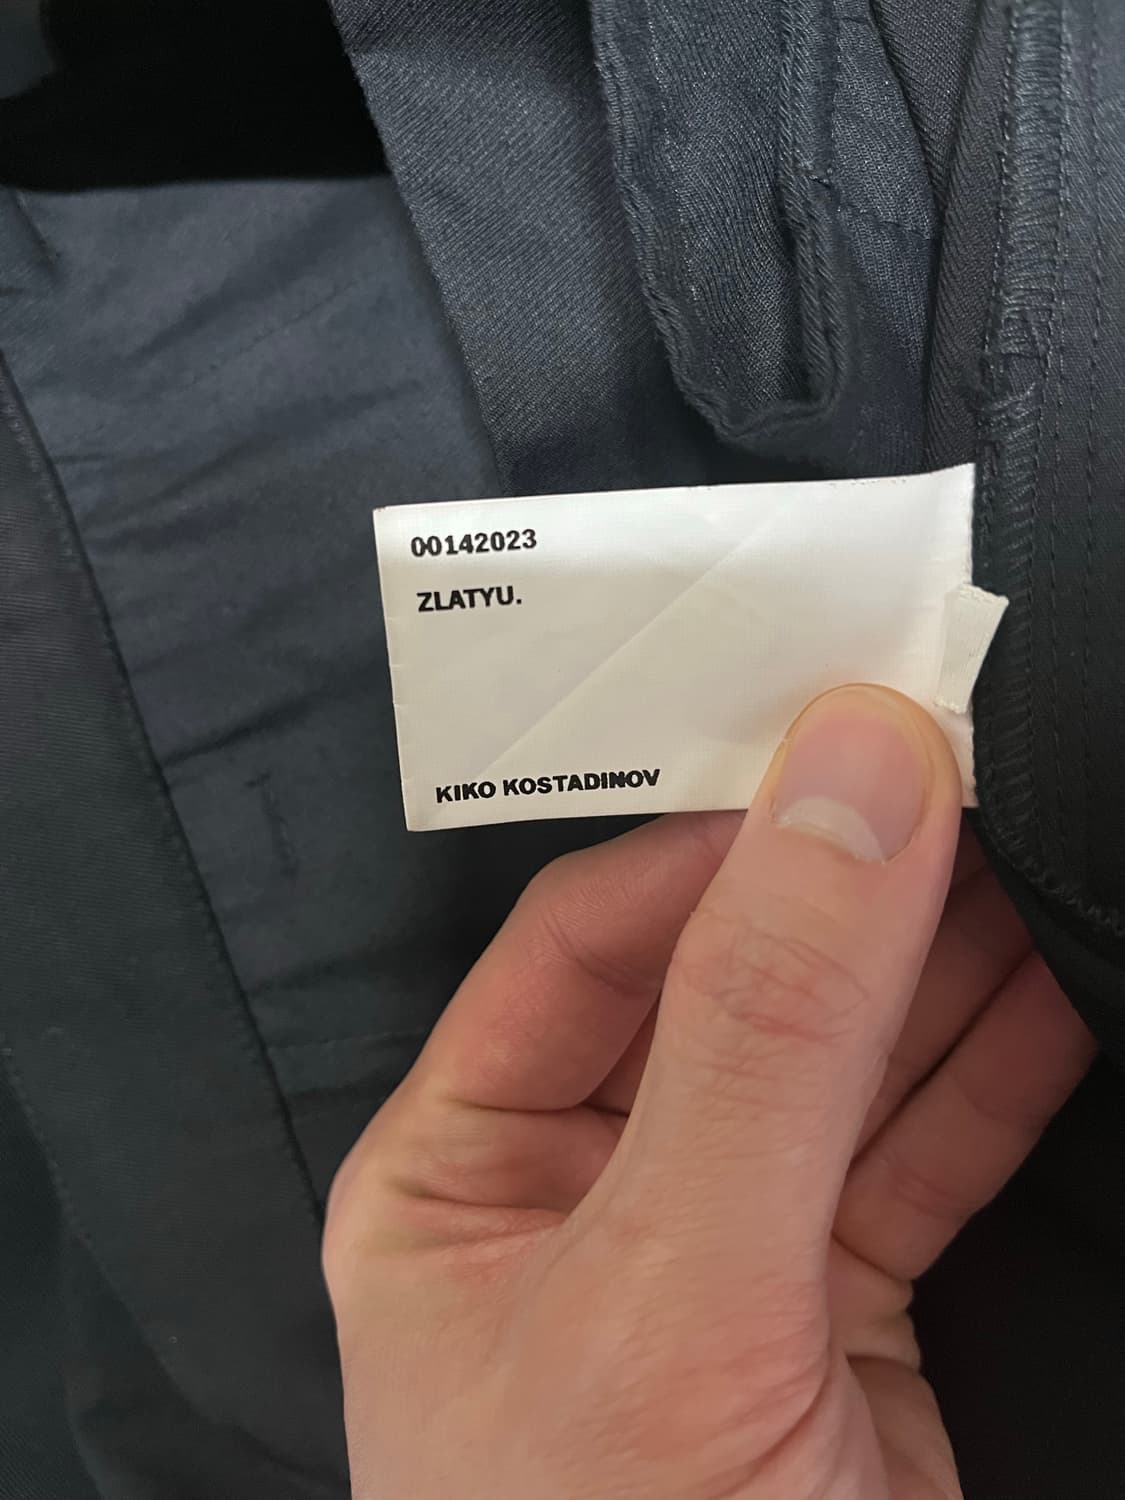 00142023
ZLATYU.
KIKO KOSTADINOV